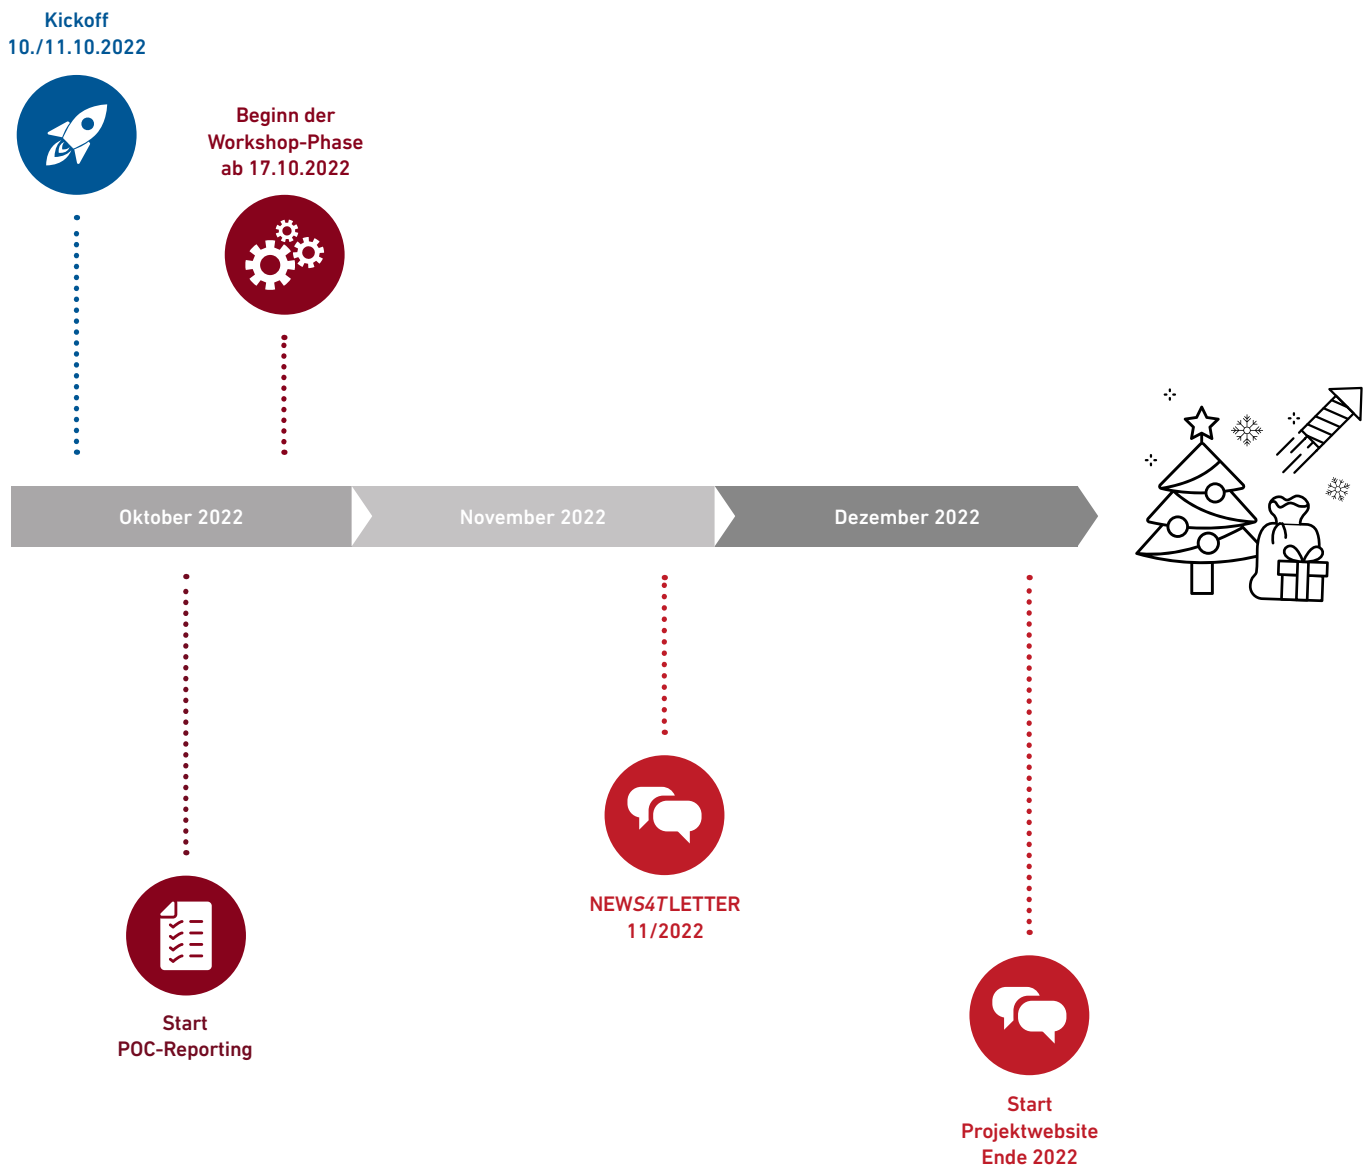 Kickoff
10./11.10.2022
Beginn der
Workshop-Phase
ab 17.10.2022
Oktober 2022
November 2022
Dezember 2022
Start
POC-Reporting
NEWS4TLETTER
11/2022
Start
Projektwebsite
Ende 2022